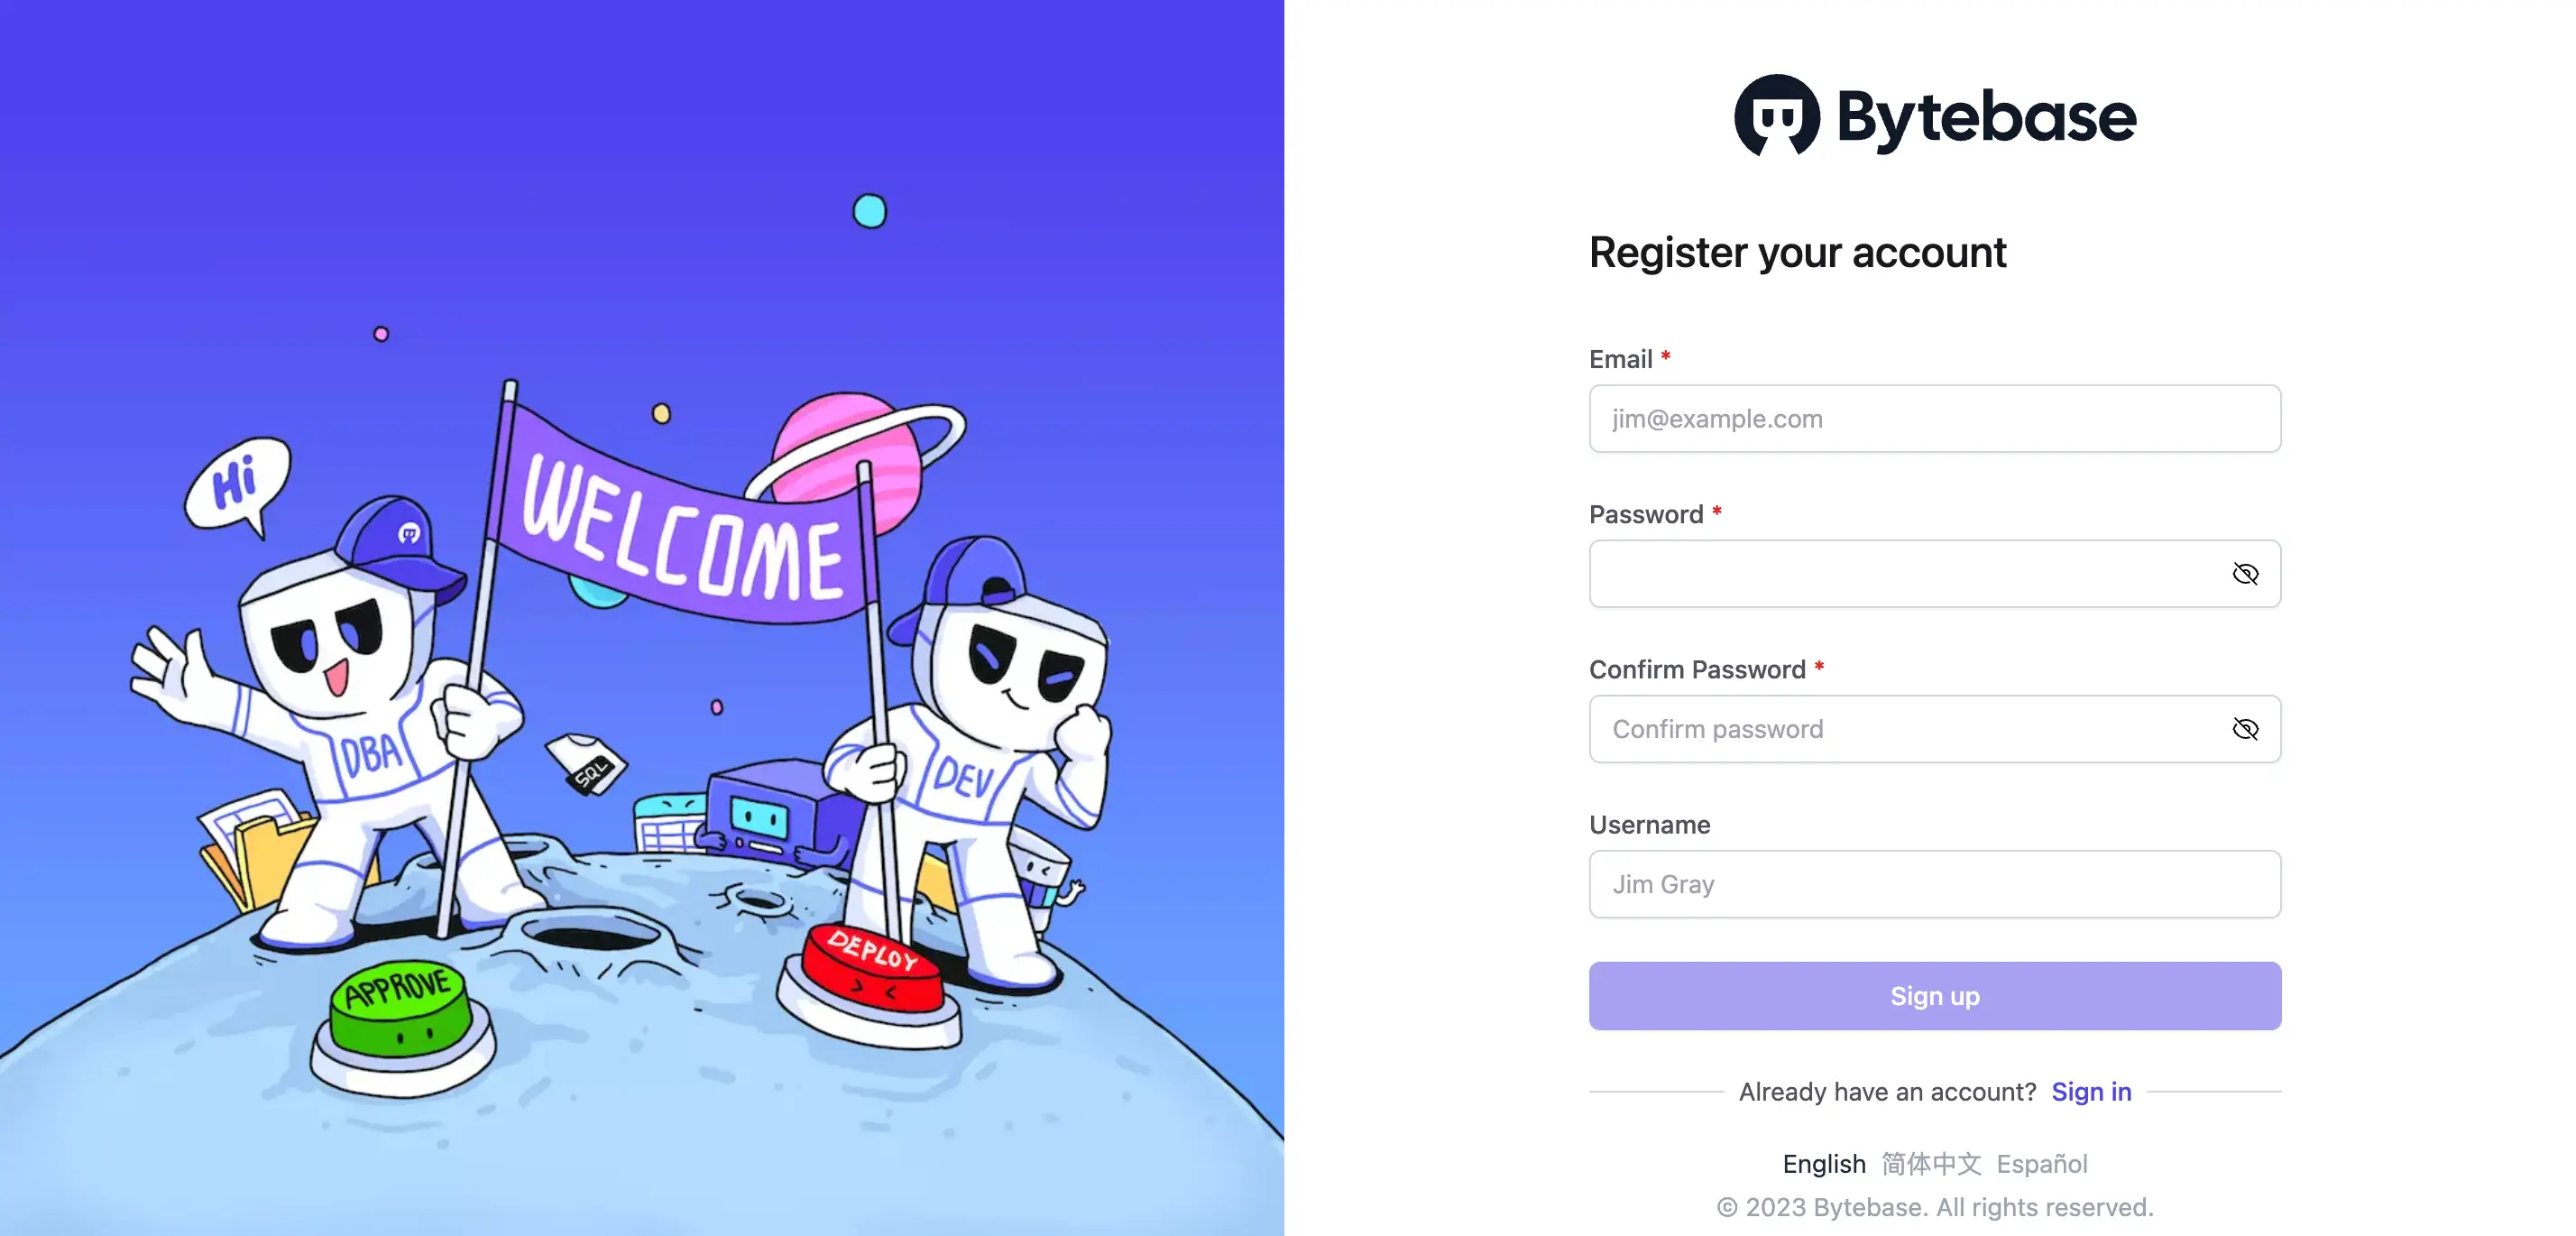 Hi
WELCOME
DBA
SQL
DEV
DEPLOY
APPROVE
Bytebase
Register your account
Email *
jim@example.com
Password *
Confirm Password *
Confirm password
Username
Jim Gray
Sign up
Already have an account? Sign in
English 简体中文 Español
© 2023 Bytebase. All rights reserved.